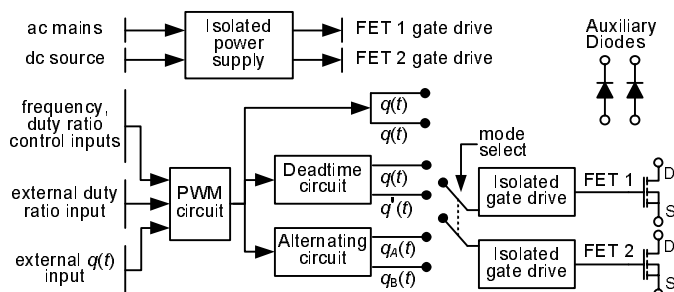 ac mains
dc source
Isolated
power
supply
FET 1 gate drive
FET 2 gate drive
Auxiliary
Diodes
frequency,
duty ratio
control inputs
external duty
ratio input
external q(t)
input
PWM
circuit
q(t)
q(t)
Deadtime
circuit
q(t)
q'(t)
Alternating
circuit
qA(t)
qB(t)
mode
select
Isolated
gate drive
FET 1
D
S
Isolated
gate drive
FET 2
D
S